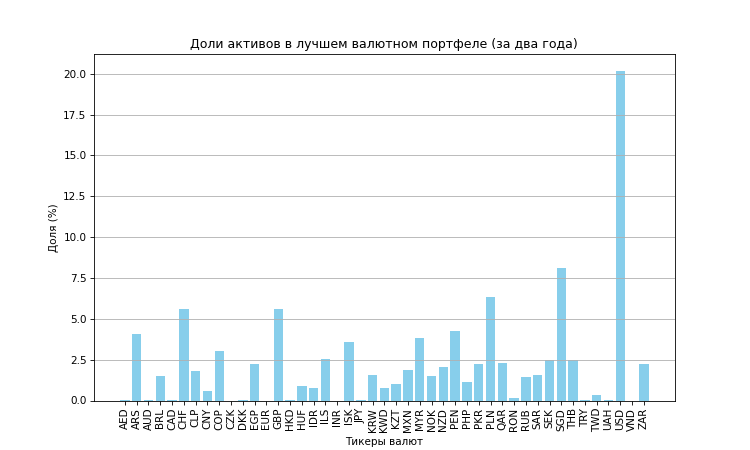 Доли активов в лучшем валютном портфеле (за два года)
Доля (%)
20.0
17.5
15.0
12.5
10.0
7.5
5.0
2.5
0.0
AED
ARS
AUD
BRL
CAD
CHF
CLP
CNY
COP
CZK
DKK
EGP
EUR
GBP
HKD
HUF
IDR
ILS
INR
ISK
JPY
KRW
KWD
KZT
MXN
MYR
NOK
NZD
PEN
PHP
PKR
PLN
QAR
RON
RUB
SAR
SEK
SGD
THB
TRY
TWD
UAH
USD
VND
ZAR
Тикеры валют